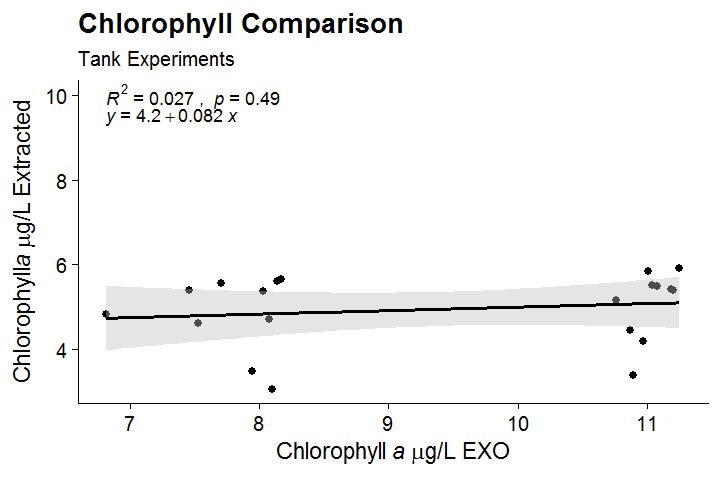 Chlorophyll Comparison
Tank Experiments
R² = 0.027 , p = 0.49
y = 4.2 + 0.082 x
10
8
6
4
Chlorophylla μg/L Extracted
7
8
9
10
11
Chlorophyll a μg/L EXO